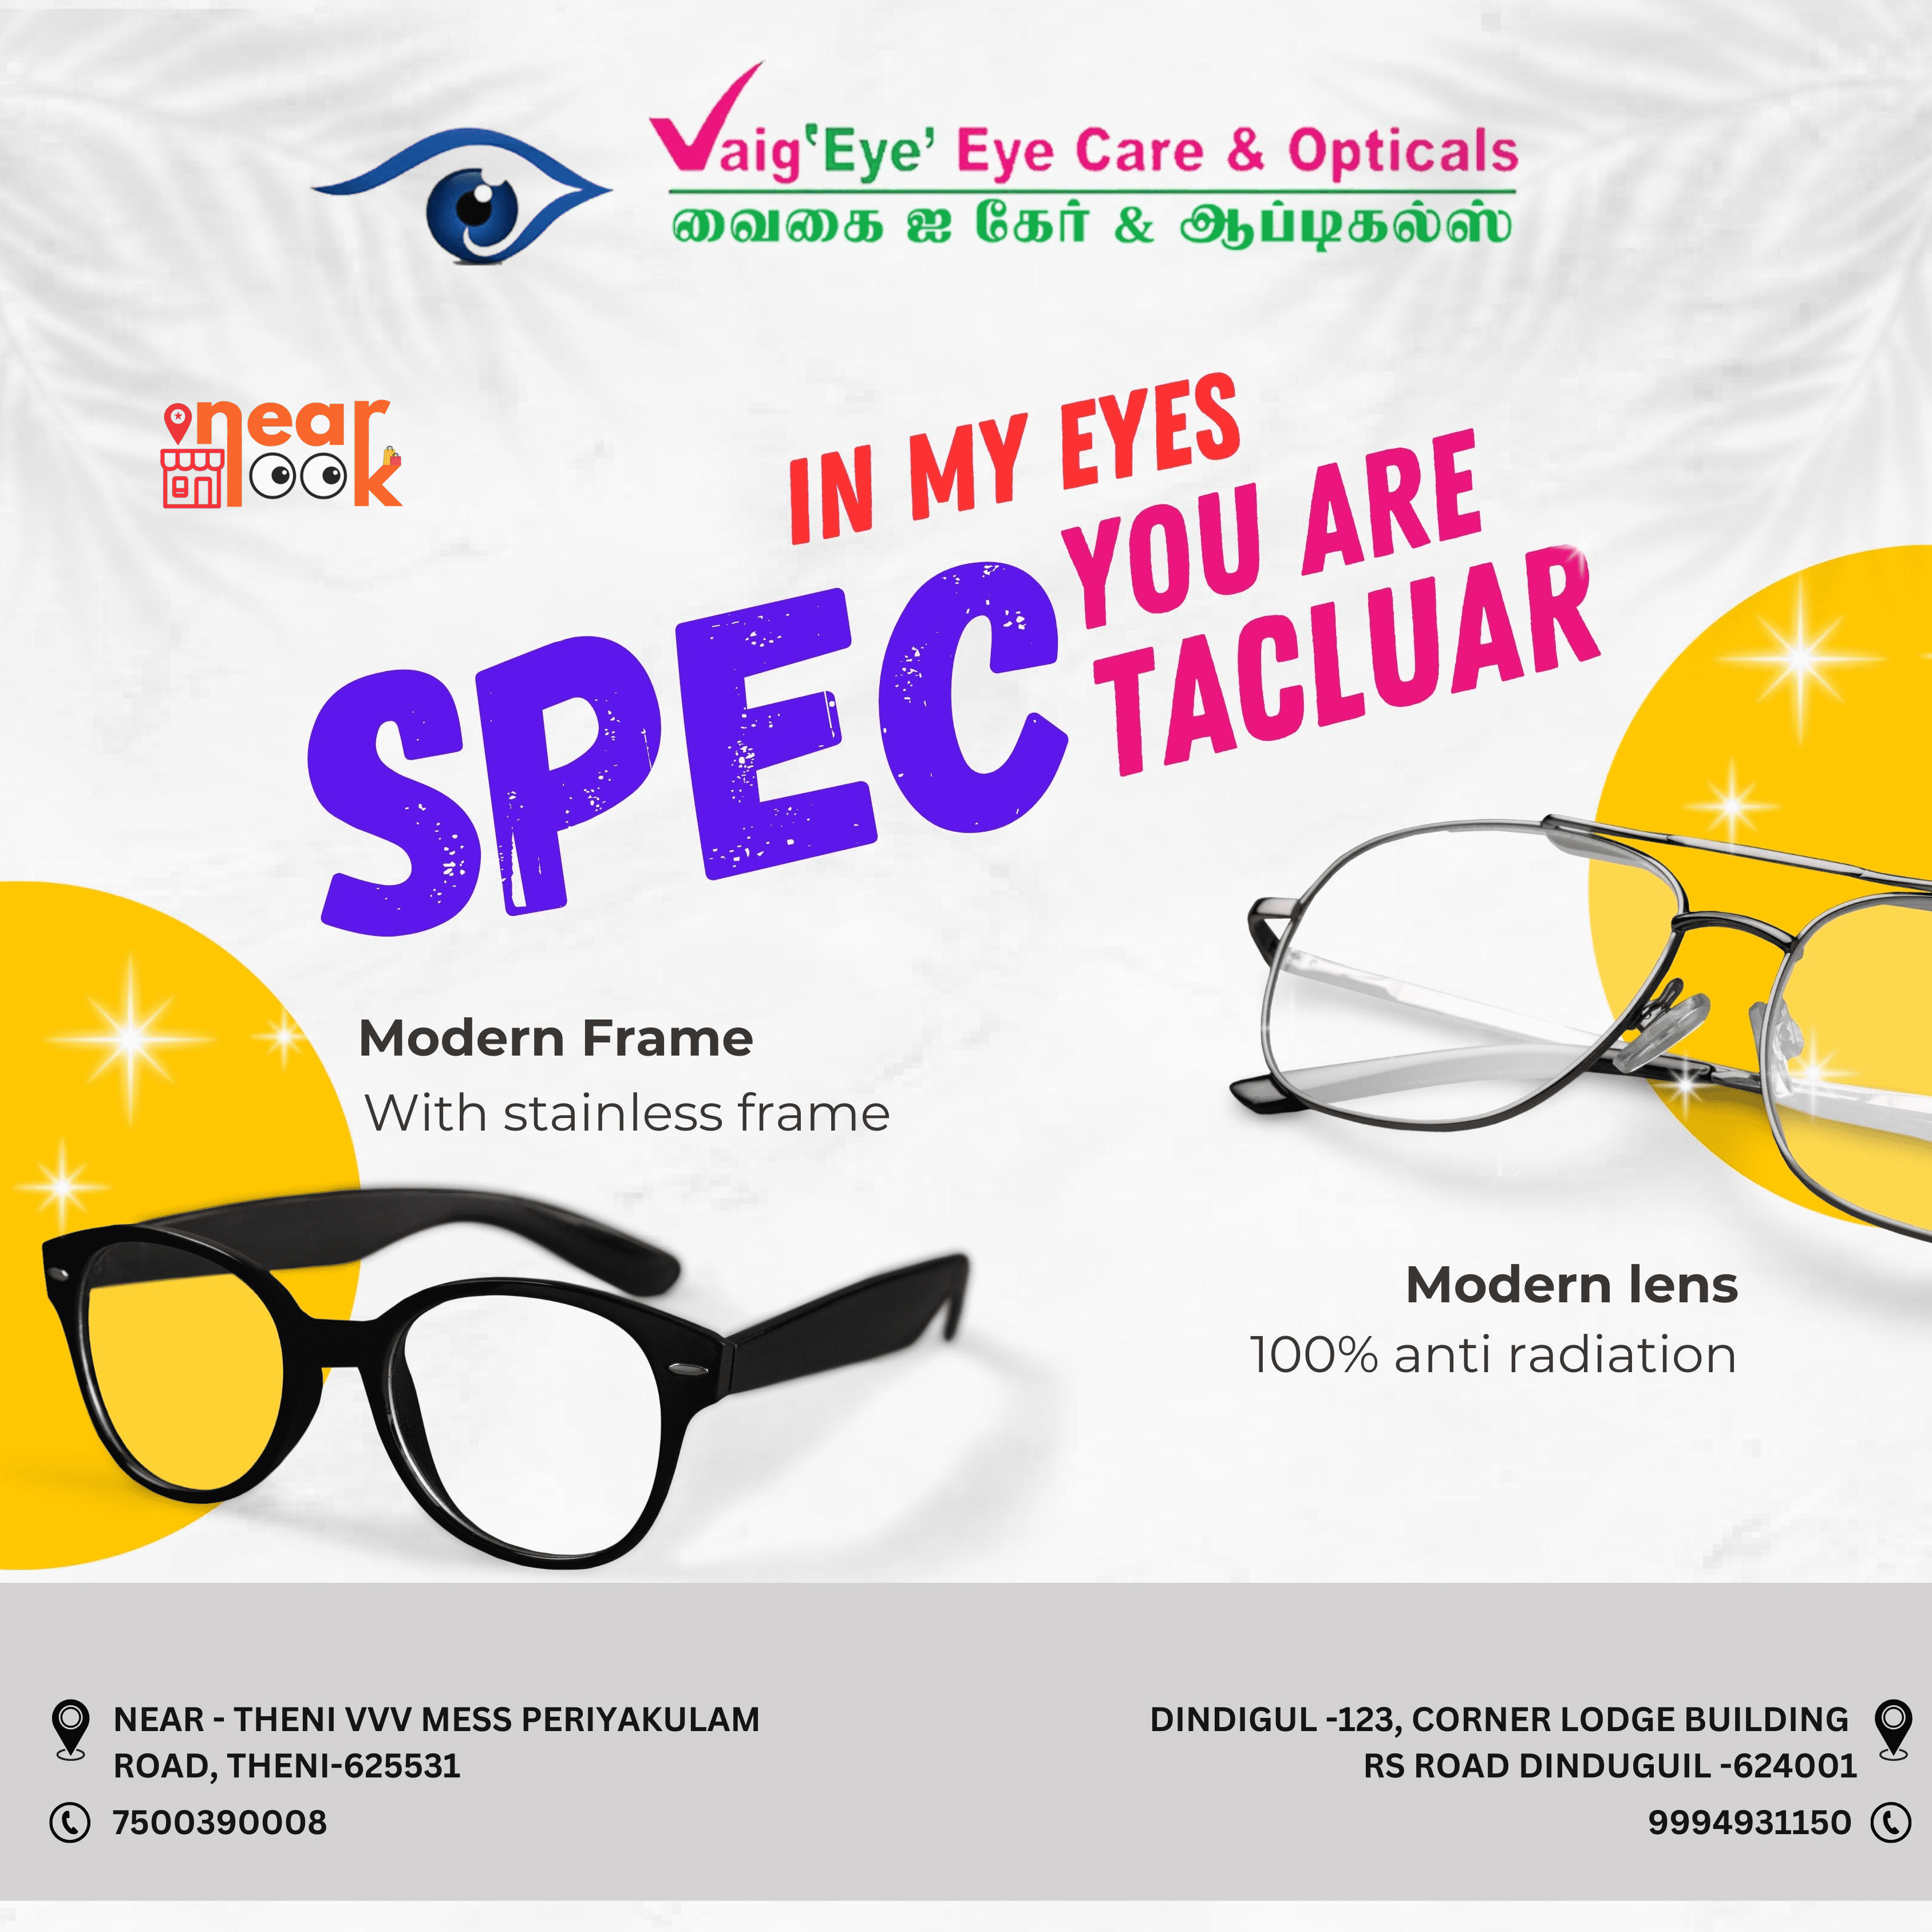 Vaig'Eye' Eye Care & Opticals
வைகை ஐ கேர் & ஆப்டிகல்ஸ்
near
look
IN MY EYES
YOU ARE
SPEC
TACLUAR
Modern Frame
With stainless frame
Modern lens
100% anti radiation
NEAR - THENI VVV MESS PERIYAKULAM
ROAD, THENI-625531
7500390008
DINDIGUL -123, CORNER LODGE BUILDING
RS ROAD DINDUGUIL -624001
9994931150